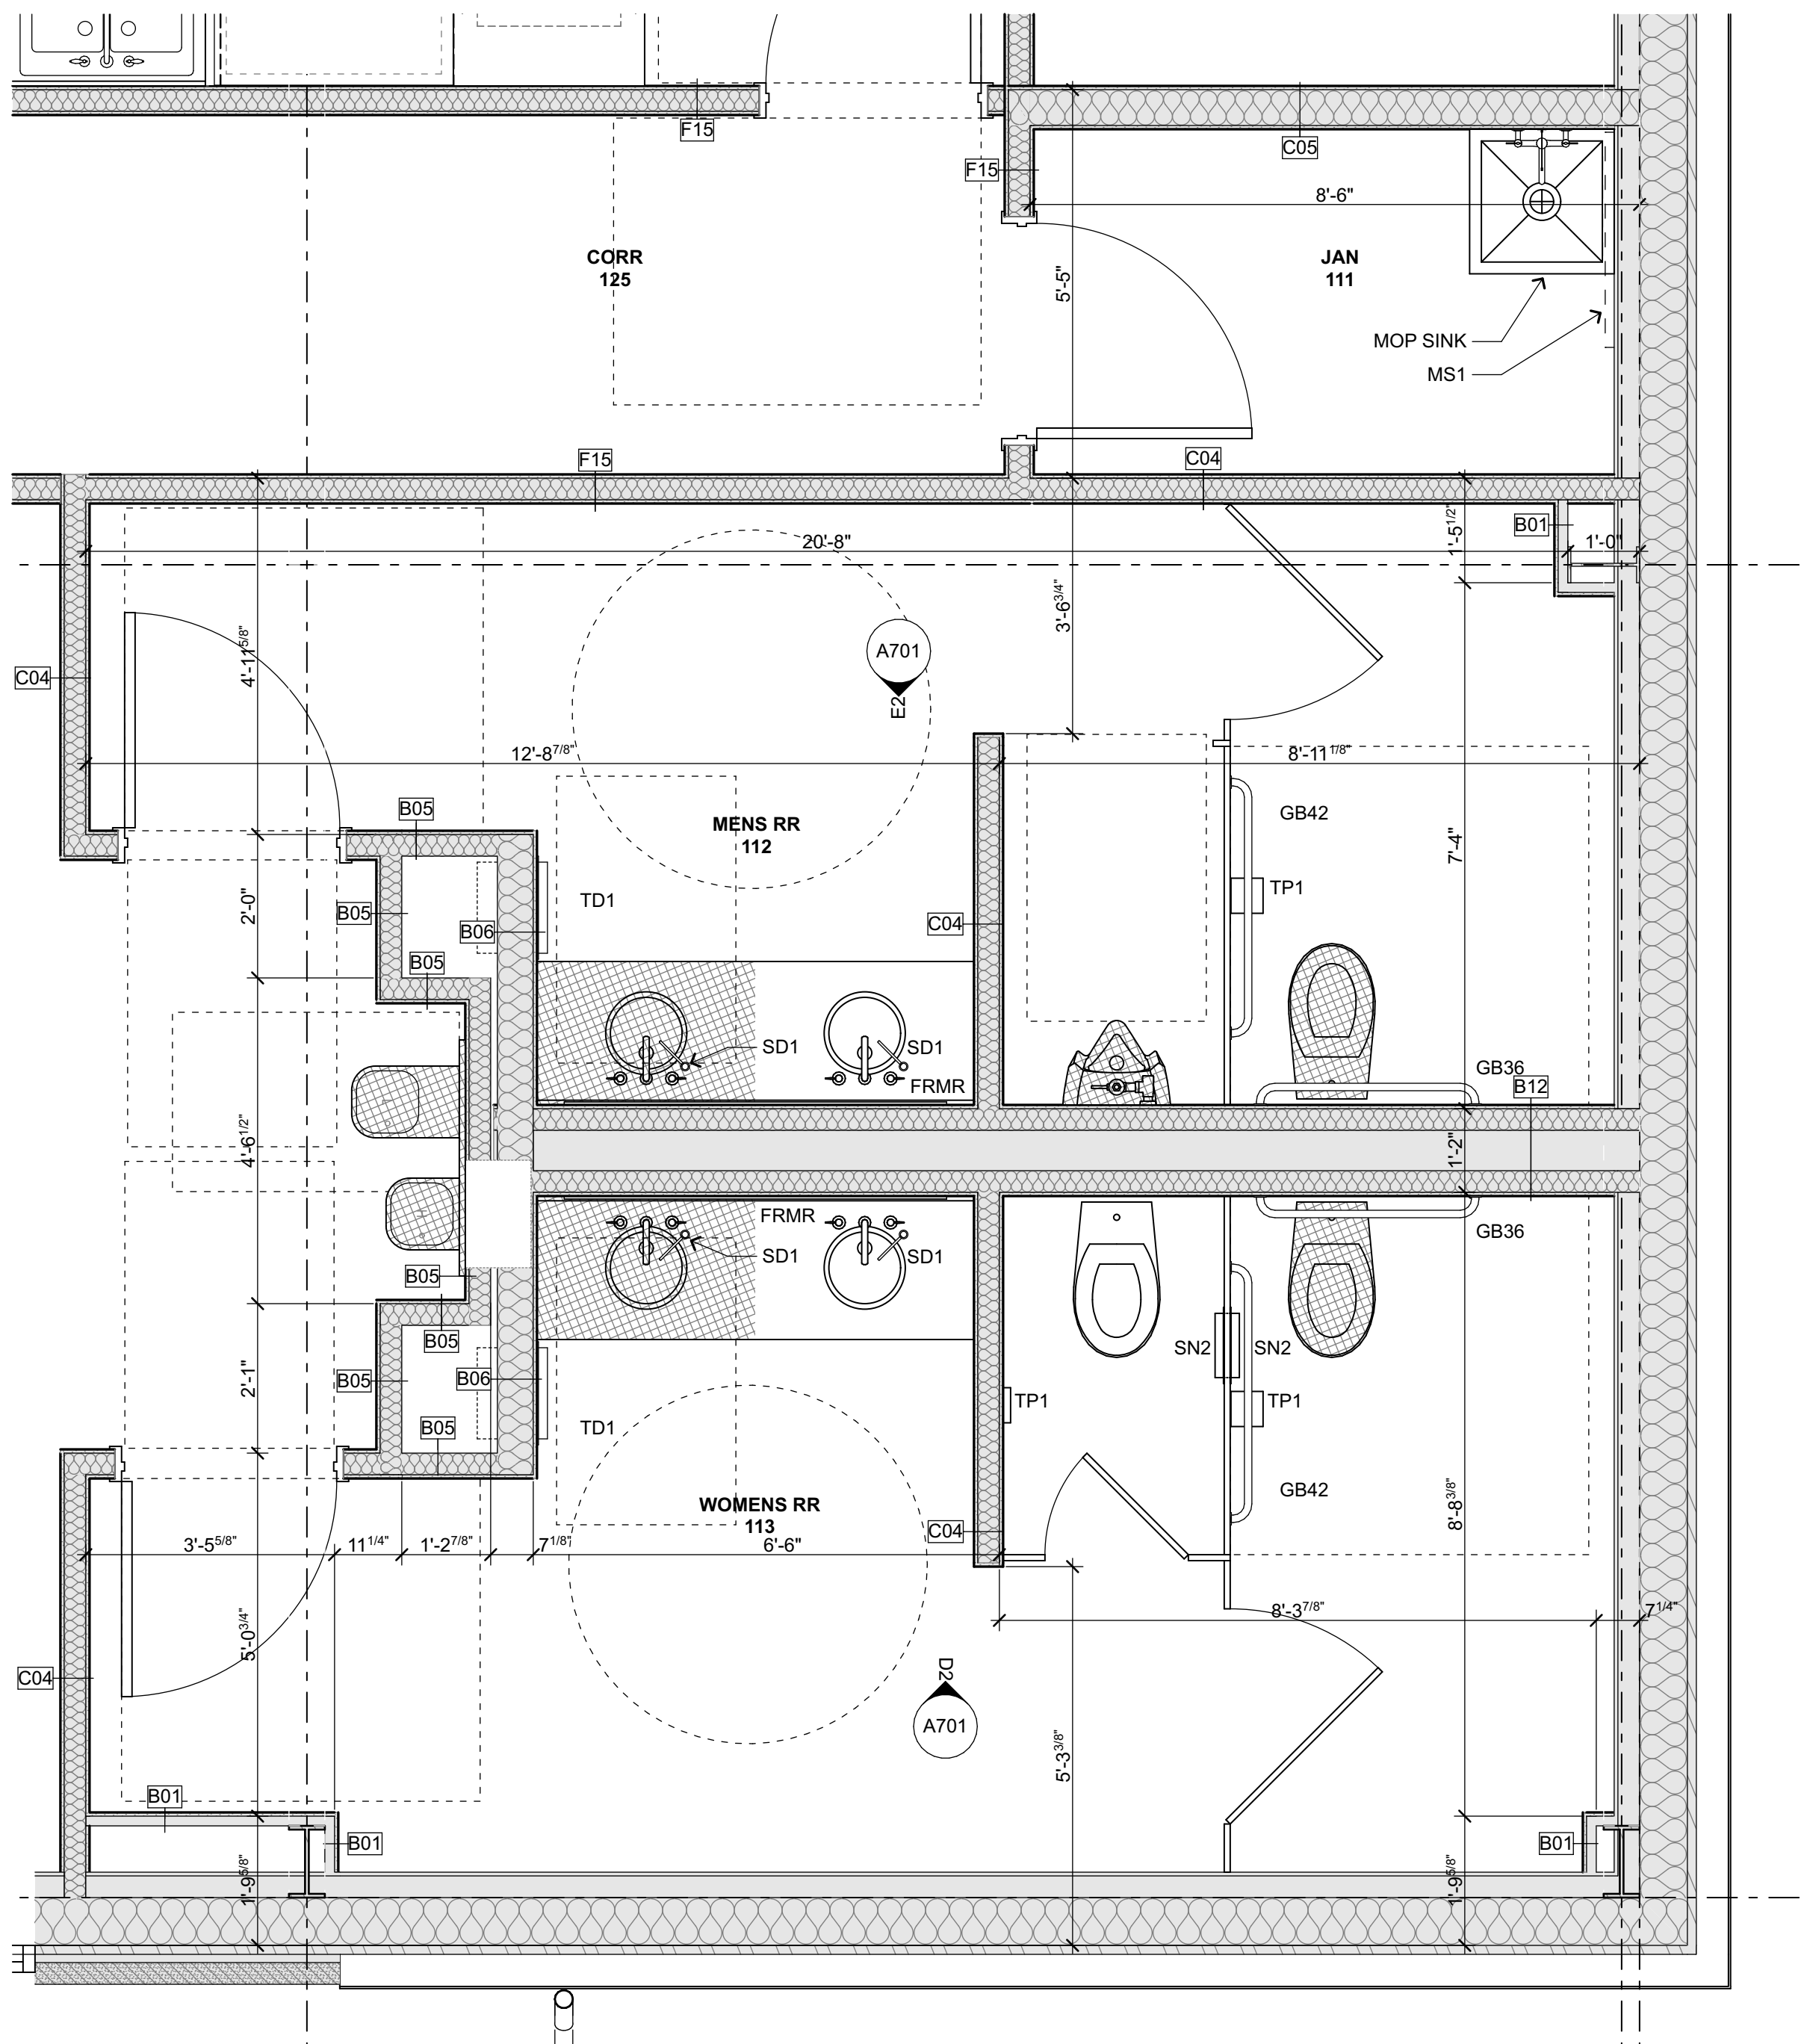 F15
C05
F15
8'-6"
CORR
125
JAN
111
5'-5"
MOP SINK
MS1
F15
C04
B01
1'-5 1/2"
1'-0"
20'-8"
3'-6 3/4"
A701
E2
4'-11 5/8"
C04
12'-8 7/8"
8'-11 1/8"
B05
GB42
MENS RR
112
7'-4"
TP1
TD1
2'-0"
B05
B06
C04
B05
SD1
SD1
FRMR
GB36
B12
4'-6 1/2"
1'-2"
FRMR
SD1
SD1
GB36
B05
B05
SN2
SN2
2'-1"
B05
B06
TP1
TP1
B05
TD1
GB42
WOMENS RR
113
C04
8'-8 3/8"
3'-5 5/8"
11 1/4"
1'-2 7/8"
7 1/8"
6'-6"
8'-3 7/8"
7 1/4"
5'-0 3/4"
C04
D2
A701
5'-3 3/8"
B01
B01
B01
1'-9 5/8"
1'-9 5/8"